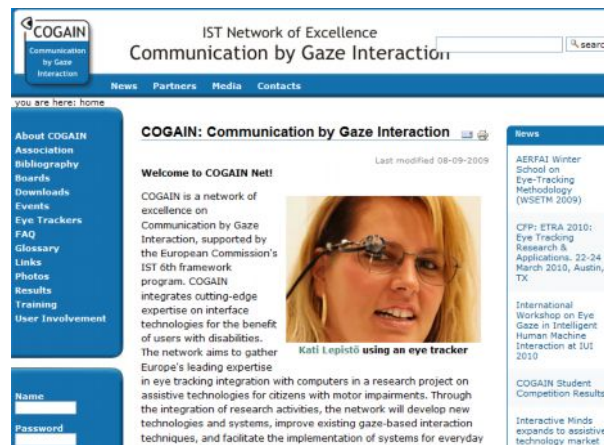 COGAIN
Communication
by Gaze
Interaction
IST Network of Excellence
Communication by Gaze Interaction
searc
News Partners Media Contacts
you are here: home
About COGAIN
Association
Bibliography
Boards
Downloads
Events
Eye Trackers
FAQ
Glossary
Links
Photos
Results
Training
User Involvement
Name
Password
COGAIN: Communication by Gaze Interaction
Last modified 08-09-2009
Welcome to COGAIN Net!
COGAIN is a network of
excellence on
Communication by Gaze
Interaction, supported by
the European Commission's
IST 6th framework
program. COGAIN
integrates cutting-edge
expertise on interface
technologies for the benefit
of users with disabilities.
The network aims to gather
Europe's leading expertise
Kati Lepistö using an eye tracker
in eye tracking integration with computers in a research project on
assistive technologies for citizens with motor impairments. Through
the integration of research activities, the network will develop new
technologies and systems, improve existing gaze-based interaction
techniques, and facilitate the implementation of systems for everyday
News
AERFAI Winter
School on
Eye-Tracking
Methodology
(WSETM 2009)
CFP: ETRA 2010:
Eye Tracking
Research &
Applications. 22-24
March 2010, Austin,
TX
International
Workshop on Eye
Gaze in Intelligent
Human Machine
Interaction at IUI
2010
COGAIN Student
Competition Results
Interactive Minds
expands to assistive
technology market